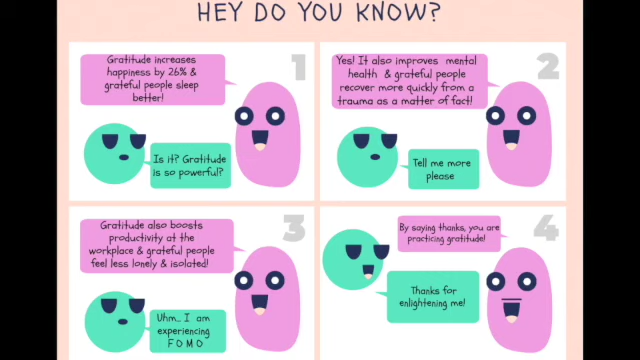 HEY DO YOU KNOW?
1
Gratitude increases
happiness by 26% &
grateful people sleep
better!
Is it? Gratitude
is so powerful?
2
Yes! It also improves mental
health & grateful people
recover more quickly from a
trauma as a matter of fact!
Tell me more
please
3
Gratitude also boosts
productivity at the
workplace & grateful people
feel less lonely & isolated!
Uhm... I am
experiencing
F O M O
4
By saying thanks, you are
practicing gratitude!
Thanks for
enlightening me!